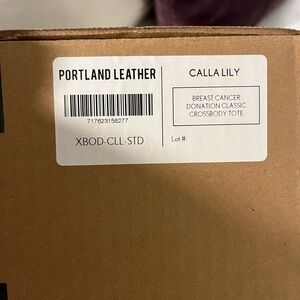 PORTLAND LEATHER
717623158277
XBOD-CLL-STD
CALLA LILY
BREAST CANCER
DONATION CLASSIC
CROSSBODY TOTE
Lot #: